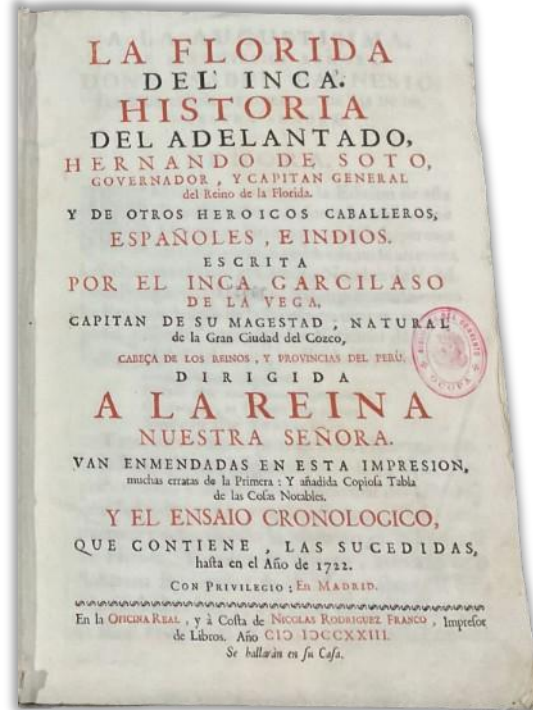 LA FLORIDA
DEL INCA.
HISTORIA
DEL ADELANTADO,
HERNANDO DE SOTO,
GOVERNADOR, Y CAPITAN GENERAL
del Reino de la Florida.
Y DE OTROS HEROICOS CABALLEROS,
ESPAÑOLES, E INDIOS.
ESCRITA
POR EL INCA GARCILASO
DE LA VEGA,
CAPITAN DE SU MAGESTAD, NATURAL
de la Gran Ciudad del Cozco,
CABEÇA DE LOS REINOS, Y PROVINCIAS DEL PERÚ.
DIRIGIDA
A LA REINA
NUESTRA SEÑORA.
VAN ENMENDADAS EN ESTA IMPRESION,
muchas erratas de la Primera: Y añadida Copiosa Tabla
de las Cosas Notables.
Y EL ENSAIO CRONOLOGICO,
QUE CONTIENE, LAS SUCEDIDAS,
hasta en el Año de 1722.
CON PRIVILEGIO: En MADRID.
En la OFICINA REAL, y à Costa de NICOLAS RODRIGUEZ FRANCO, Impresor
de Libros. Año CIↃ IↃCCXXIII.
Se hallaràn en su Casa.
OCOPA